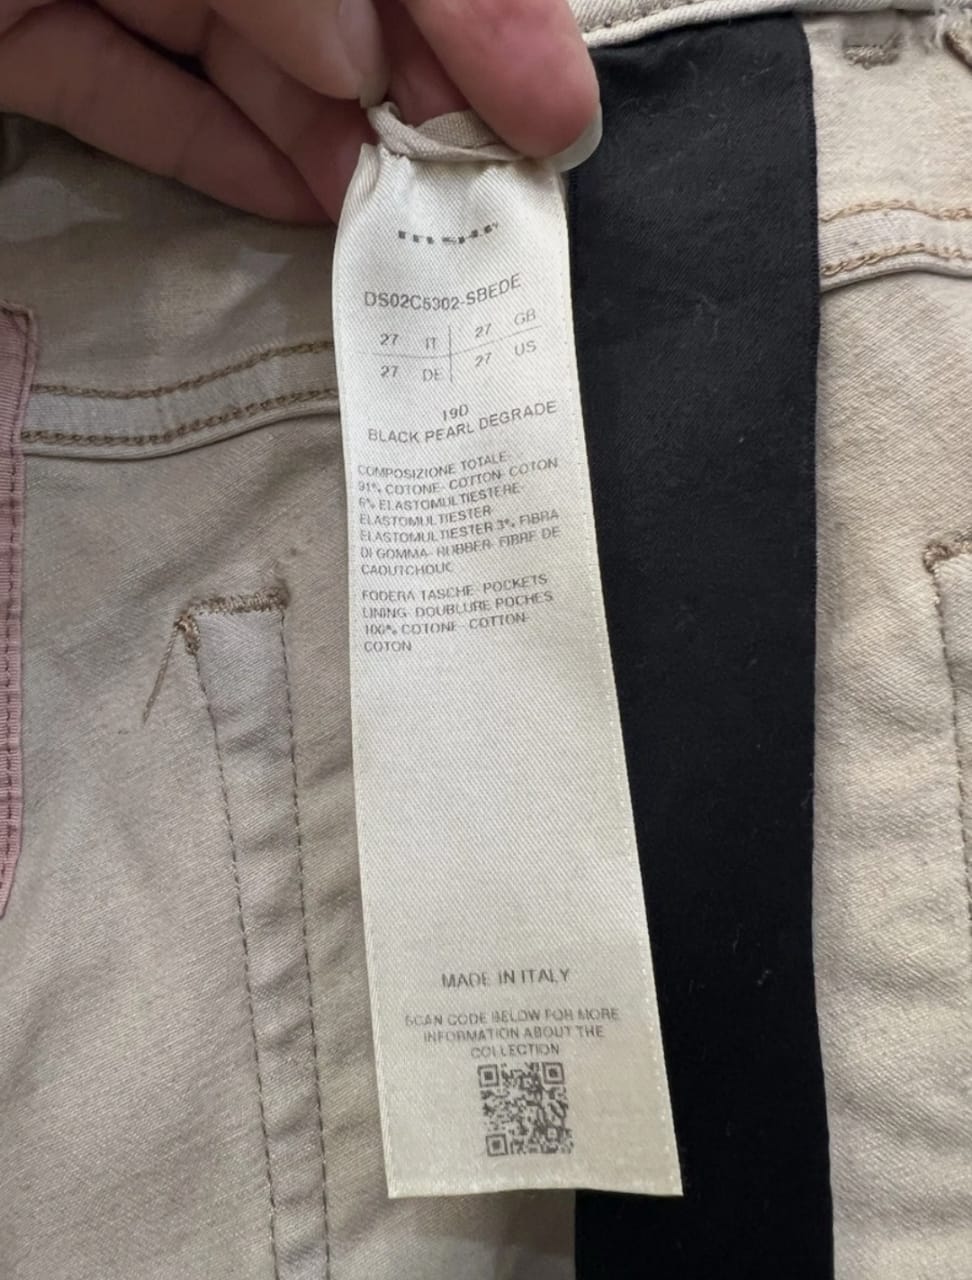 DS02C5302-SBEDE
27 IT 27 GB
27 DE 27 US
19D
BLACK PEARL DEGRADE
COMPOSIZIONE TOTALE-
91% COTONE- COTTON- COTON
6% ELASTOMULTIESTERE-
ELASTOMULTIESTER
ELASTOMULTIESTER 3% FIBRA
DI GOMMA- RUBBER- FIBRE DE
CAOUTCHOUC
FODERA TASCHE- POCKETS
LINING- DOUBLURE POCHES
100% COTONE- COTTON-
COTON
MADE IN ITALY
SCAN CODE BELOW FOR MORE
INFORMATION ABOUT THE
COLLECTION